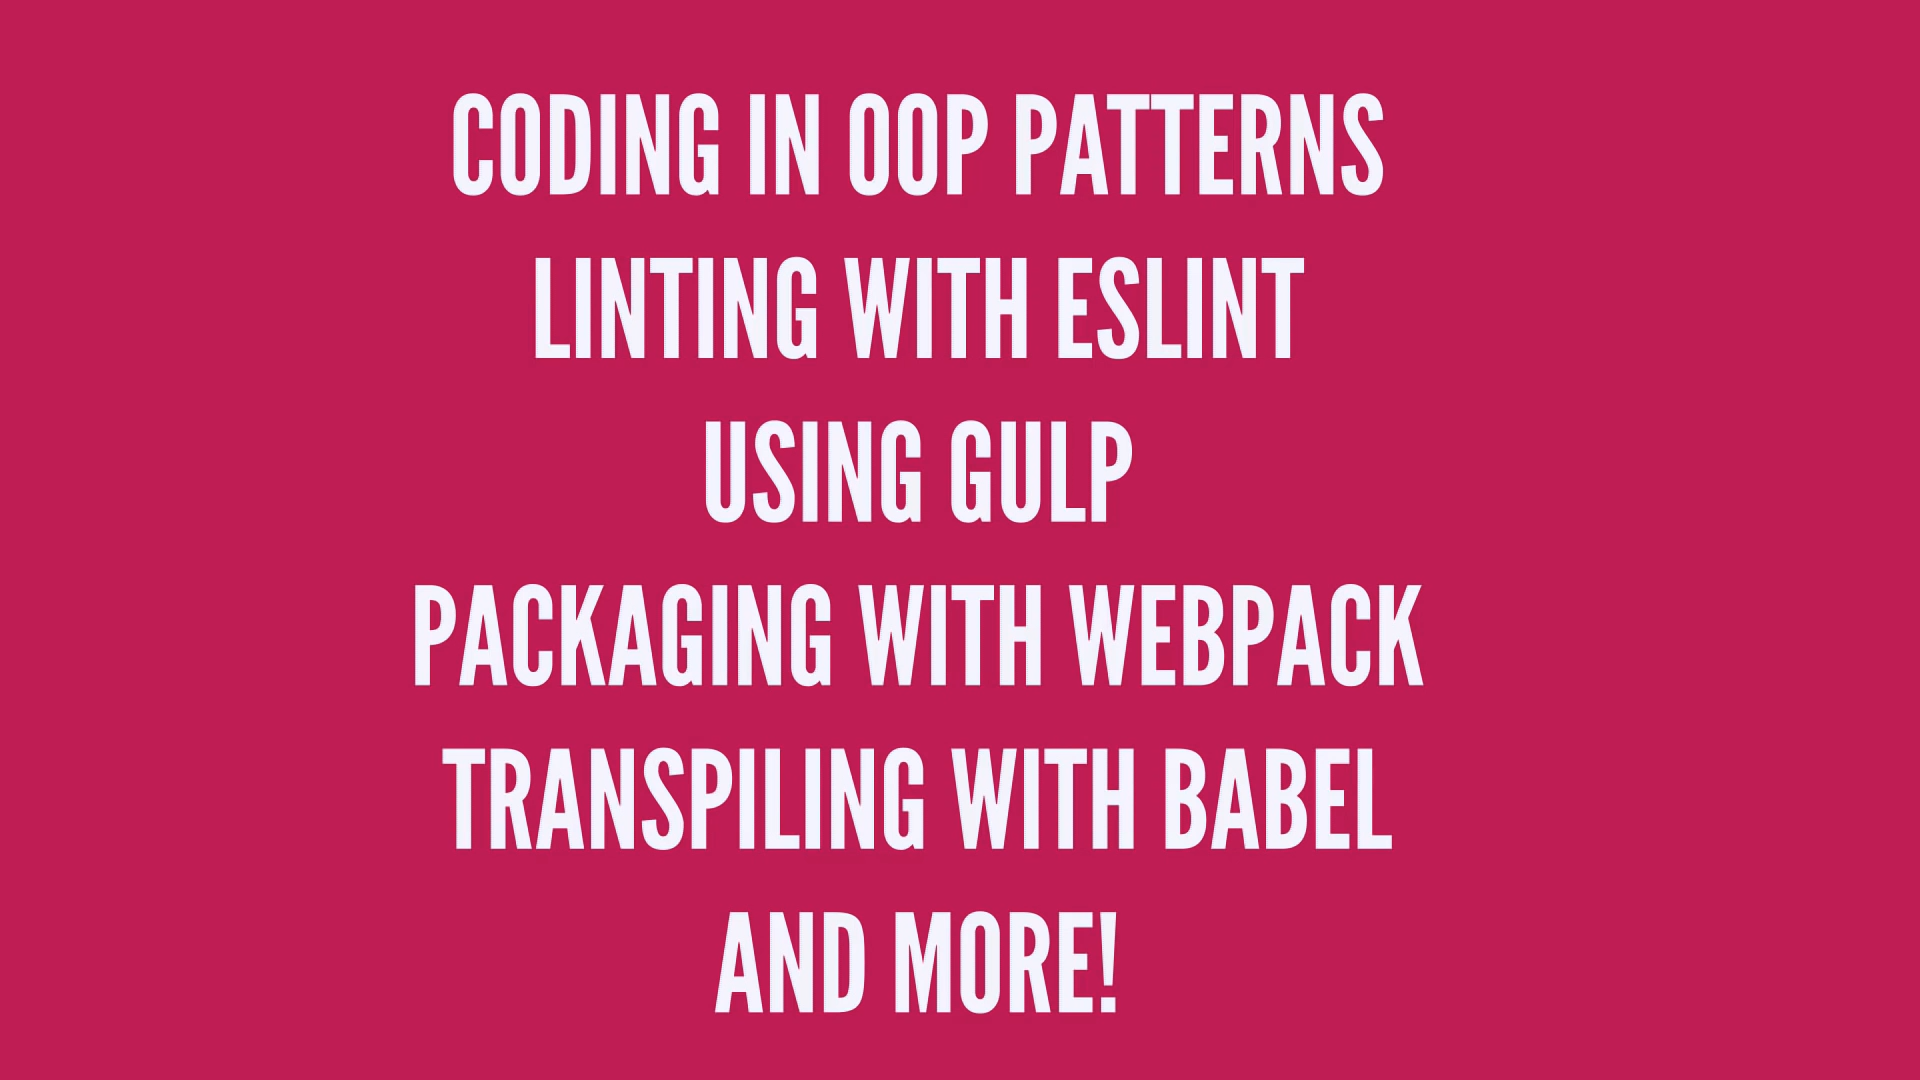 CODING IN OOP PATTERNS
LINTING WITH ESLINT
USING GULP
PACKAGING WITH WEBPACK
TRANSPILING WITH BABEL
AND MORE!